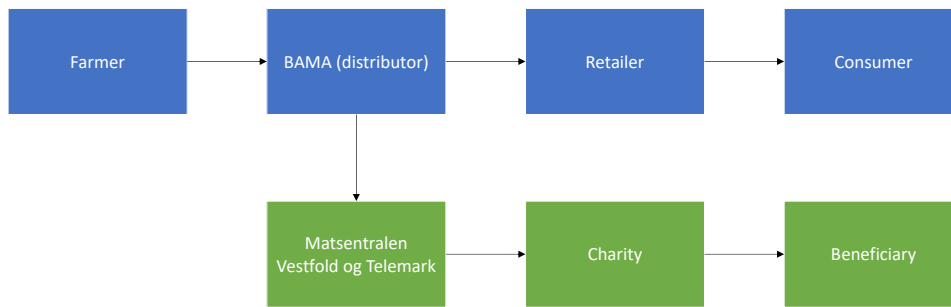 Farmer
BAMA (distributor)
Retailer
Consumer
Matsentralen
Vestfold og Telemark
Charity
Beneficiary